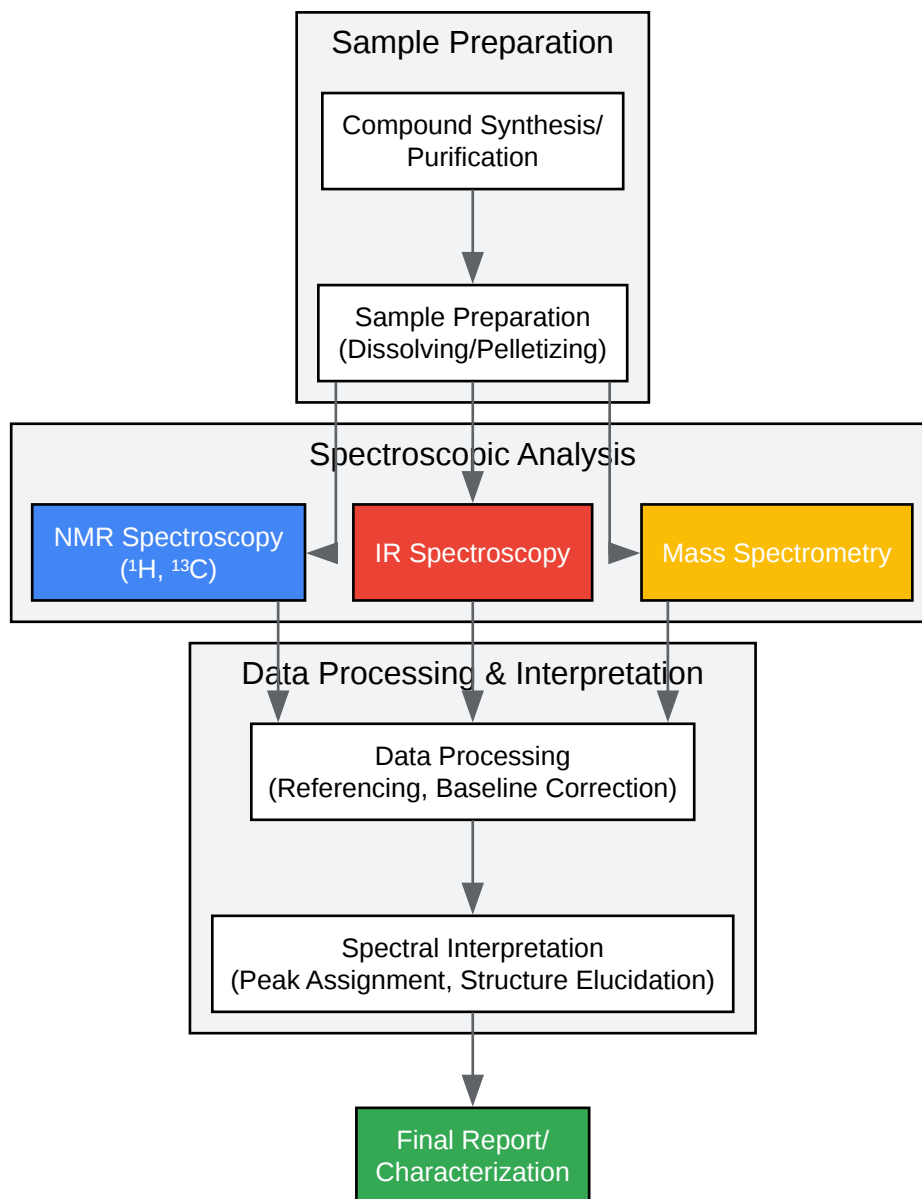 Sample Preparation
Compound Synthesis/
Purification
Sample Preparation
(Dissolving/Pelletizing)
Spectroscopic Analysis
NMR Spectroscopy
(¹H, ¹³C)
IR Spectroscopy
Mass Spectrometry
Data Processing & Interpretation
Data Processing
(Referencing, Baseline Correction)
Spectral Interpretation
(Peak Assignment, Structure Elucidation)
Final Report/
Characterization